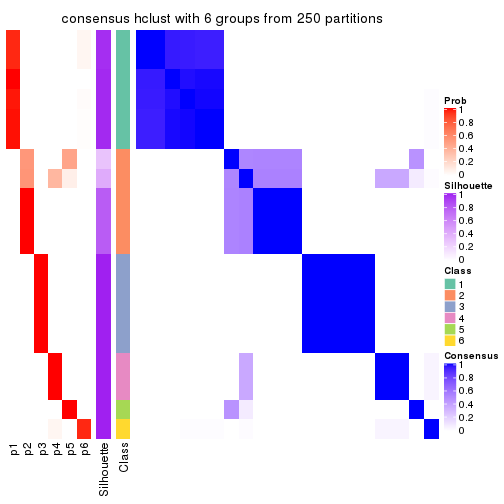 consensus hclust with 6 groups from 250 partitions
Prob
1
0.8
0.6
0.4
0.2
0
Silhouette
1
0.8
0.6
0.4
0.2
0
Class
1
2
3
4
5
6
Consensus
1
0.8
0.6
0.4
0.2
0
p1
p2
p3
p4
p5
p6
Silhouette
Class